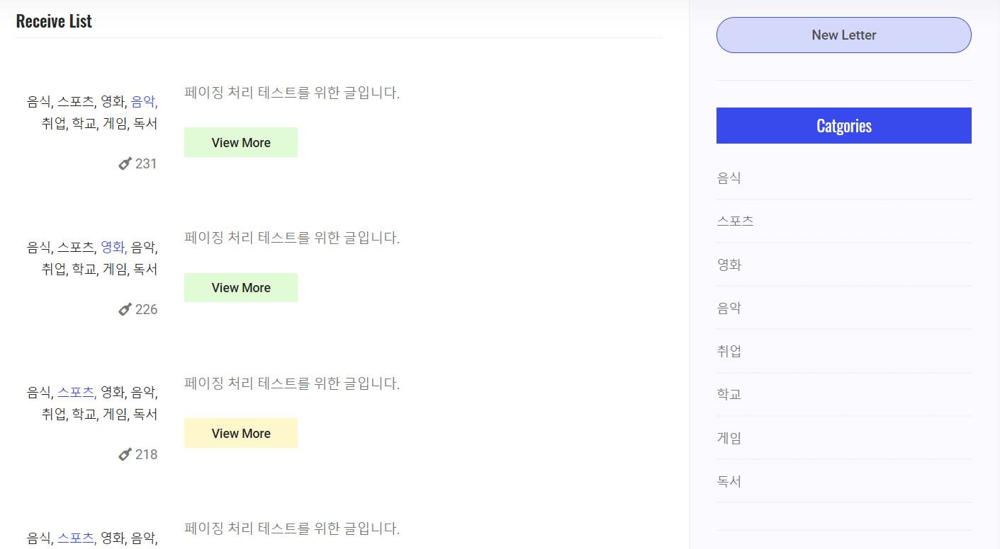 Receive List
음식, 스포츠, 영화, 음악,
취업, 학교, 게임, 독서
231
페이징 처리 테스트를 위한 글입니다.
View More
음식, 스포츠, 영화, 음악,
취업, 학교, 게임, 독서
226
페이징 처리 테스트를 위한 글입니다.
View More
음식, 스포츠, 영화, 음악,
취업, 학교, 게임, 독서
218
페이징 처리 테스트를 위한 글입니다.
View More
음식, 스포츠, 영화, 음악,
페이징 처리 테스트를 위한 글입니다.
New Letter
Catgories
음식
스포츠
영화
음악
취업
학교
게임
독서